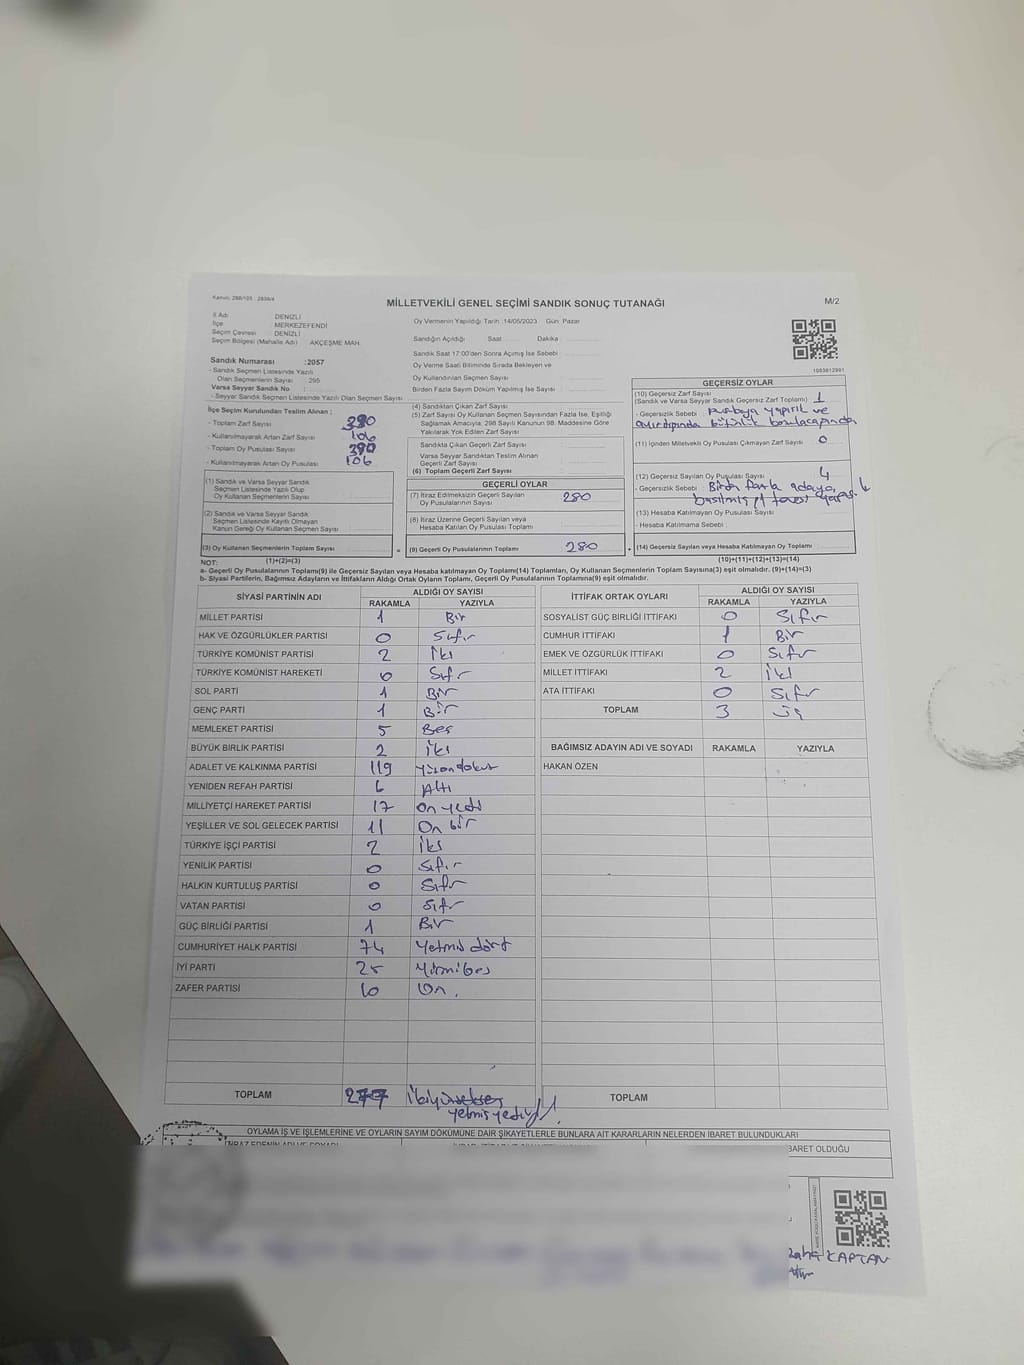 Kanun: 298/105 - 2839/4
MİLLETVEKİLİ GENEL SEÇİMİ SANDIK SONUÇ TUTANAĞI
M/2
İl Adı DENİZLİ
İlçe MERKEZEFENDİ
Seçim Çevresi DENİZLİ
Seçim Bölgesi (Mahalle Adı) AKÇEŞME MAH.
Sandık Numarası :2057
- Sandık Seçmen Listesinde Yazılı
Olan Seçmenlerin Sayısı 295
Varsa Seyyar Sandık No :
- Seyyar Sandık Seçmen Listesinde Yazılı Olan Seçmen Sayısı
İlçe Seçim Kurulundan Teslim Alınan ;
- Toplam Zarf Sayısı 390
- Kullanılmayarak Artan Zarf Sayısı 106
- Toplam Oy Pusulası Sayısı 390
- Kullanılmayarak Artan Oy Pusulası 106
(1) Sandık ve Varsa Seyyar Sandık
Seçmen Listesinde Yazılı Olup
Oy Kullanan Seçmenlerin Sayısı
(2) Sandık ve Varsa Seyyar Sandık
Seçmen Listesinde Kayıtlı Olmayan
Kanun Gereği Oy Kullanan Seçmen Sayısı
(3) Oy Kullanan Seçmenlerin Toplam Sayısı
Oy Vermenin Yapıldığı Tarih :14/05/2023 Gün: Pazar
Sandığın Açıldığı Saat Dakika
Sandık Saat 17:00'den Sonra Açımış İse Sebebi :
Oy Verme Saati Bitiminde Sırada Bekleyen ve
Oy Kullandırılan Seçmen Sayısı
Birden Fazla Sayım Döküm Yapılmış İse Sayısı
(4) Sandıktan Çıkan Zarf Sayısı
(5) Zarf Sayısı Oy Kullanan Seçmen Sayısından Fazla İse, Eşitliği
Sağlamak Amacıyla: 298 Sayılı Kanunun 98. Maddesine Göre
Yakılarak Yok Edilen Zarf Sayısı
Sandıkta Çıkan Geçerli Zarf Sayısı
Varsa Seyyar Sandıktan Teslim Alınan
Geçerli Zarf Sayısı
(6) Toplam Geçerli Zarf Sayısı
GEÇERLİ OYLAR
(7) İtiraz Edilmeksizin Geçerli Sayılan
Oy Pusulasının Sayısı 280
(8) İtiraz Üzerine Geçerli Sayılan veya
Hesaba Katılan Oy Pusulası Toplamı
= (9) Geçerli Oy Pusulalarının Toplamı 280 +
1093812991
GEÇERSİZ OYLAR
(10) Geçersiz Zarf Sayısı
(Sandık ve Varsa Seyyar Sandık Geçersiz Zarf Toplamı) 1
- Geçersizlik Sebebi
(11) İçinden Milletvekili Oy Pusulası Çıkmayan Zarf Sayısı 0
(12) Geçersiz Sayılan Oy Pusulası Sayısı 4
- Geçersizlik Sebebi
(13) Hesaba Katılmayan Oy Pusulası Sayısı
- Hesaba Katılmama Sebebi :
(14) Geçersiz Sayılan veya Hesaba Katılmayan Oy Toplamı
NOT: (1)+(2)=(3) (10)+(11)+(12)+(13)=(14)
a- Geçerli Oy Pusulalarının Toplamı(9) ile Geçersiz Sayılan veya Hesaba katılmayan Oy Toplamı(14) Toplamları, Oy Kullanan Seçmenlerin Toplam Sayısına(3) eşit olmalıdır. (9)+(14)=(3)
b- Siyasi Partilerin, Bağımsız Adayların ve İttifakların Aldığı Ortak Oyların Toplamı, Geçerli Oy Pusulalarının Toplamına(9) eşit olmalıdır.
SİYASİ PARTİNİN ADI ALDIĞI OY SAYISI
RAKAMLA YAZIYLA
MİLLET PARTİSİ 1 Bir
HAK VE ÖZGÜRLÜKLER PARTİSİ 0 Sıfır
TÜRKİYE KOMÜNİST PARTİSİ 2 İki
TÜRKİYE KOMÜNİST HAREKETİ 0 Sıfır
SOL PARTİ 1 Bir
GENÇ PARTİ 1 Bir
MEMLEKET PARTİSİ 5 Beş
BÜYÜK BİRLİK PARTİSİ 2 İki
ADALET VE KALKINMA PARTİSİ 119 Yüzondokuz
YENİDEN REFAH PARTİSİ 6 Altı
MİLLİYETÇİ HAREKET PARTİSİ 17 On yedi
YEŞİLLER VE SOL GELECEK PARTİSİ 11 On bir
TÜRKİYE İŞÇİ PARTİSİ 2 İki
YENİLİK PARTİSİ 0 Sıfır
HALKIN KURTULUŞ PARTİSİ 0 Sıfır
VATAN PARTİSİ 0 Sıfır
GÜÇ BİRLİĞİ PARTİSİ 1 Bir
CUMHURİYET HALK PARTİSİ 74 Yetmiş dört
İYİ PARTİ 25 Yirmibeş
ZAFER PARTİSİ 10 On.
TOPLAM 277 yetmişyedi
İTTİFAK ORTAK OYLARI ALDIĞI OY SAYISI
RAKAMLA YAZIYLA
SOSYALİST GÜÇ BİRLİĞİ İTTİFAKI 0 Sıfır
CUMHUR İTTİFAKI 1 Bir
EMEK VE ÖZGÜRLÜK İTTİFAKI 0 Sıfır
MİLLET İTTİFAKI 2 İki
ATA İTTİFAKI 0 Sıfır
TOPLAM 3 üç
BAĞIMSIZ ADAYIN ADI VE SOYADI RAKAMLA YAZIYLA
HAKAN ÖZEN
TOPLAM
OYLAMA İŞ VE İŞLEMLERİNE VE OYLARIN SAYIM DÖKÜMÜNE DAİR ŞİKAYETLERLE BUNLARA AİT KARARLARIN NELERDEN İBARET BULUNDUKLARI
BARET OLDUĞU
KAPTAN